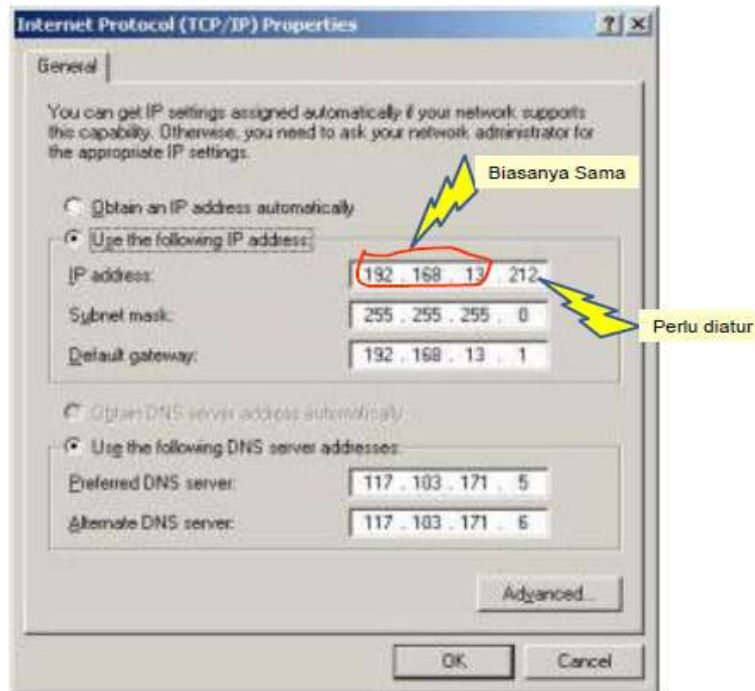 Internet Protocol (TCP/IP) Properties
General
You can get IP settings assigned automatically if your network supports
this capability. Otherwise, you need to ask your network administrator for
the appropriate IP settings.
Biasanya Sama
Obtain an IP address automatically
Use the following IP address:
IP address: 192 . 168 . 13 . 212
Subnet mask: 255 . 255 . 255 . 0
Perlu diatur
Default gateway: 192 . 168 . 13 . 1
Obtain DNS server address automatically
Use the following DNS server addresses:
Preferred DNS server: 117 . 103 . 171 . 5
Alternate DNS server: 117 . 103 . 171 . 6
Advanced...
OK Cancel